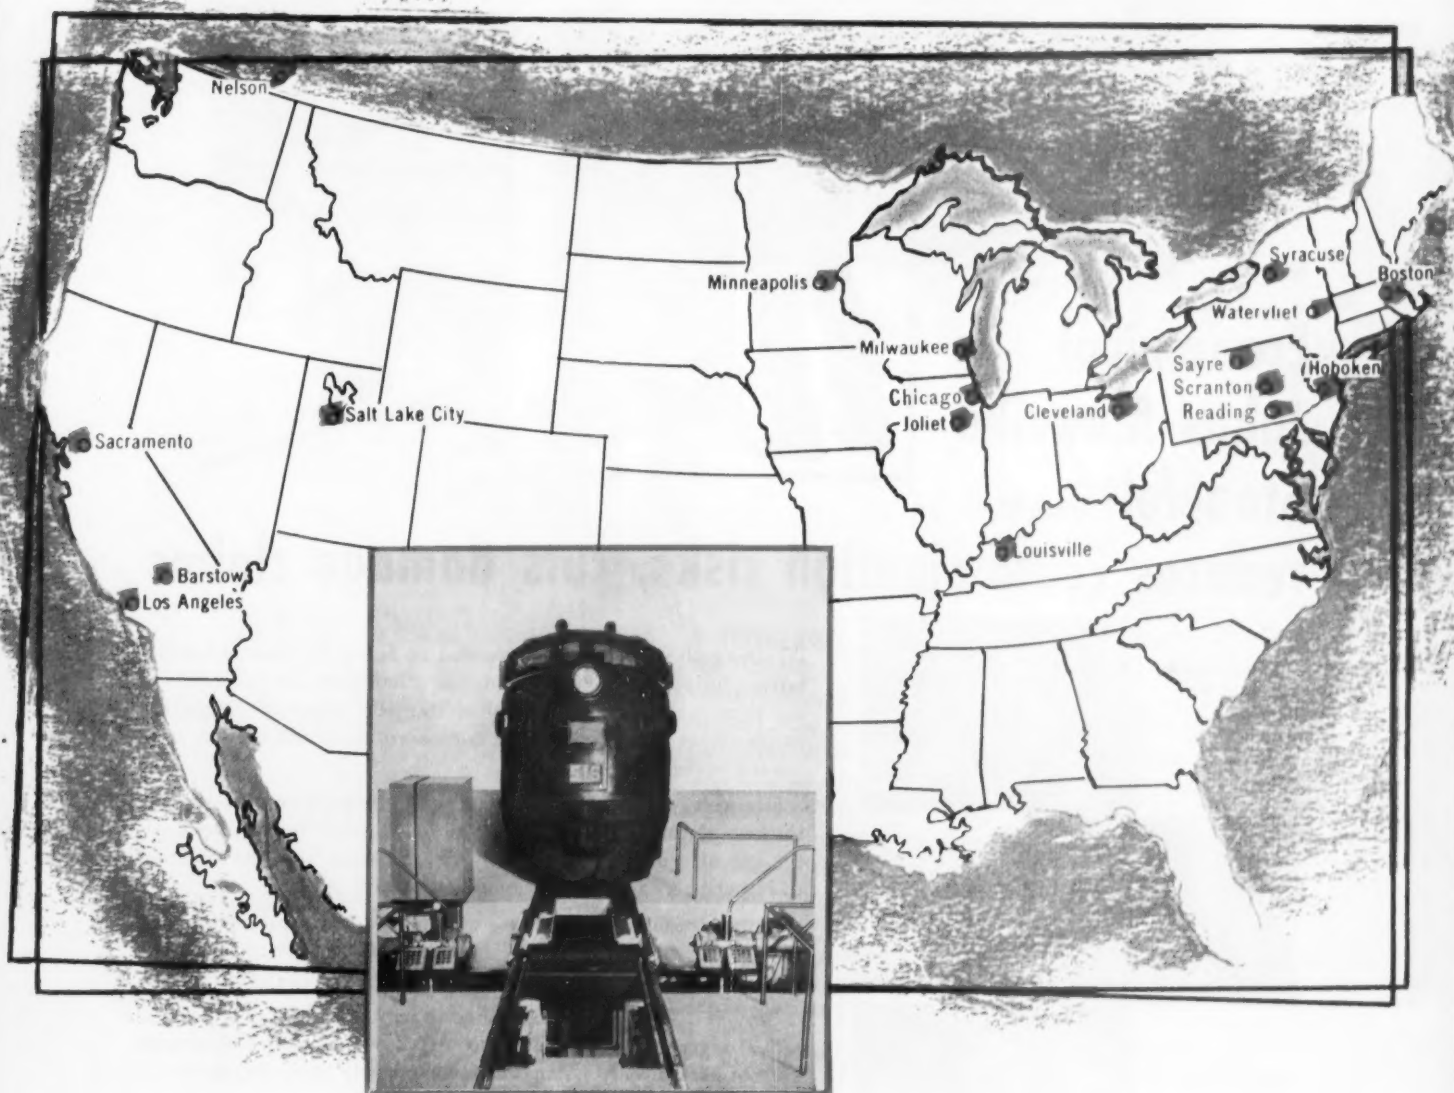 Nelson
Syracuse
Minneapolis
Boston
Watervliet
Milwaukee
Sayre
Hoboken
Scranton
Chicago
Cleveland
Reading
Joliet
Salt Lake City
Sacramento
Louisville
Barstow
Los Angeles